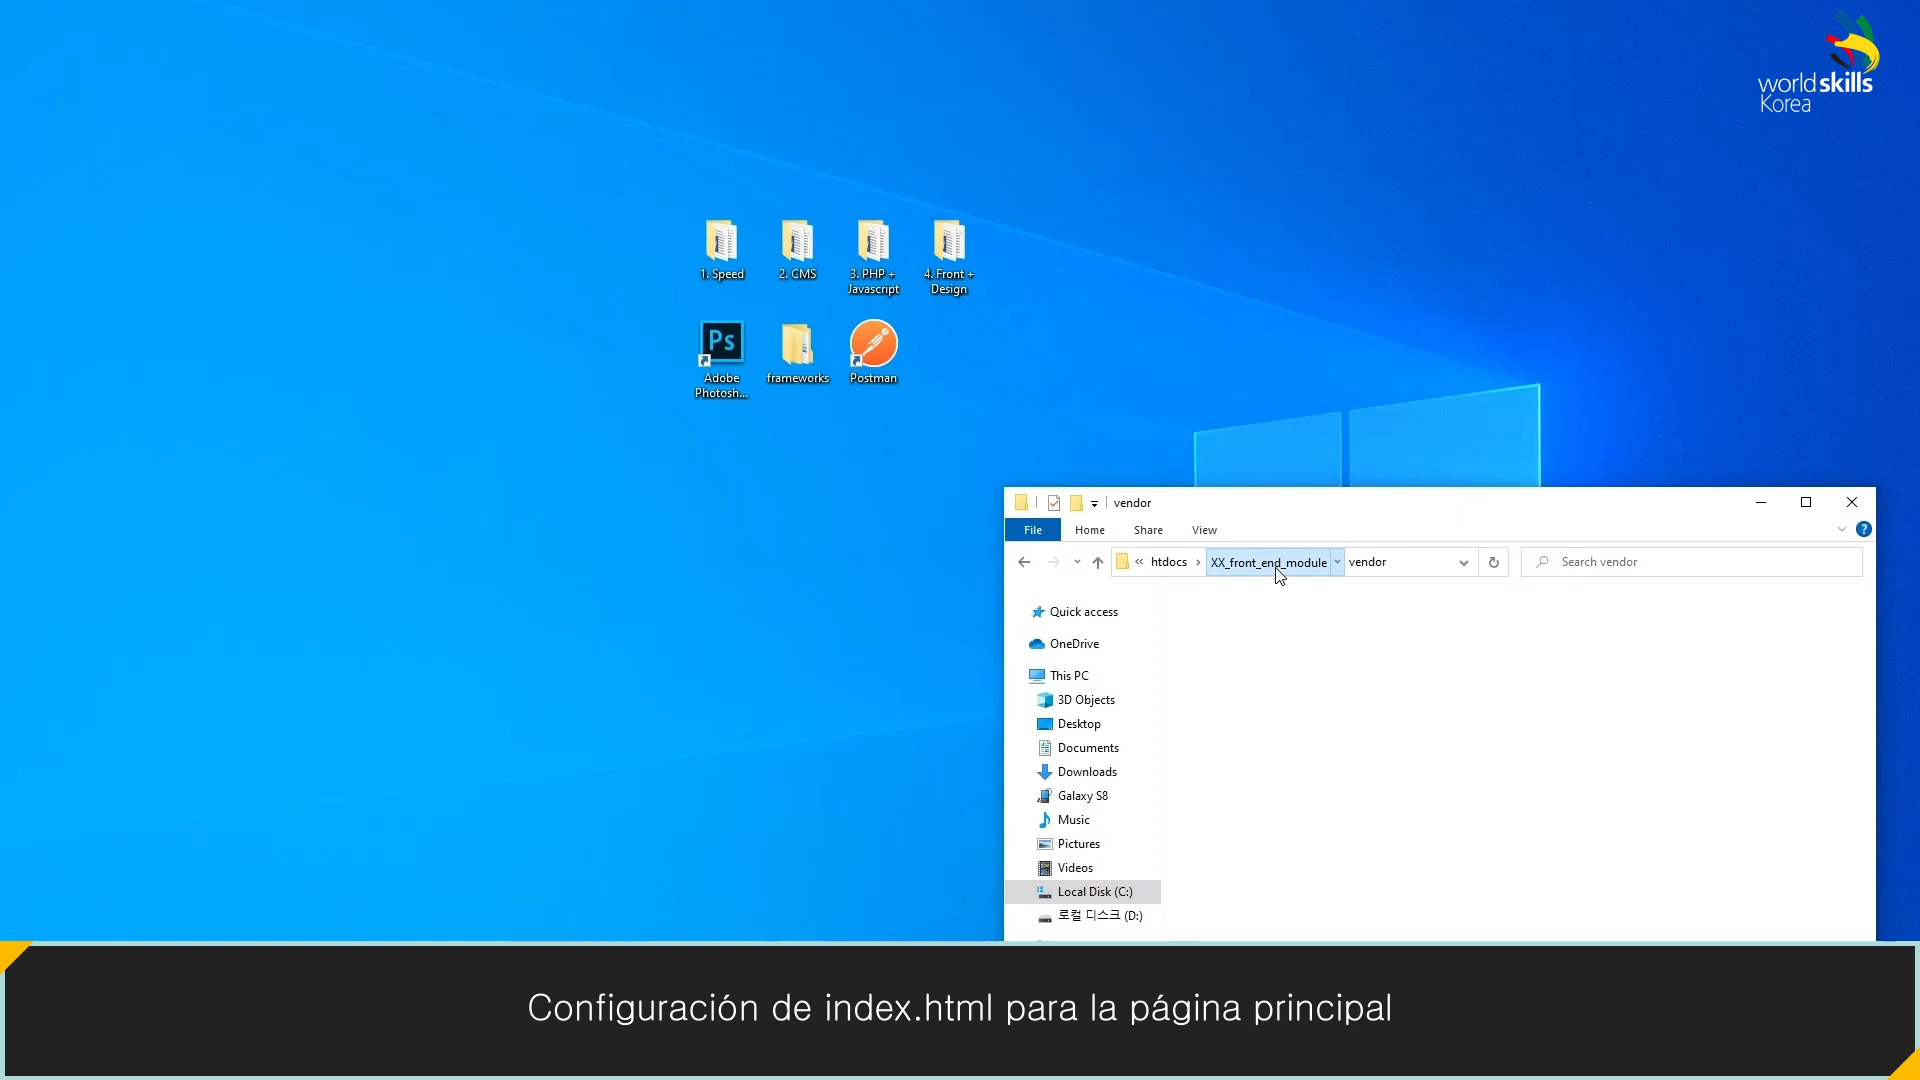 worldskills
Korea
1. Speed
2. CMS
3. PHP +
Javascript
4. Front +
Design
Ps
Adobe
Photosh...
frameworks
Postman
vendor
File
Home
Share
View
?
«
htdocs
XX_front_end_module
vendor
Search vendor
Quick access
OneDrive
This PC
3D Objects
Desktop
Documents
Downloads
Galaxy S8
Music
Pictures
Videos
Local Disk (C:)
로컬 디스크 (D:)
Configuración de index.html para la página principal